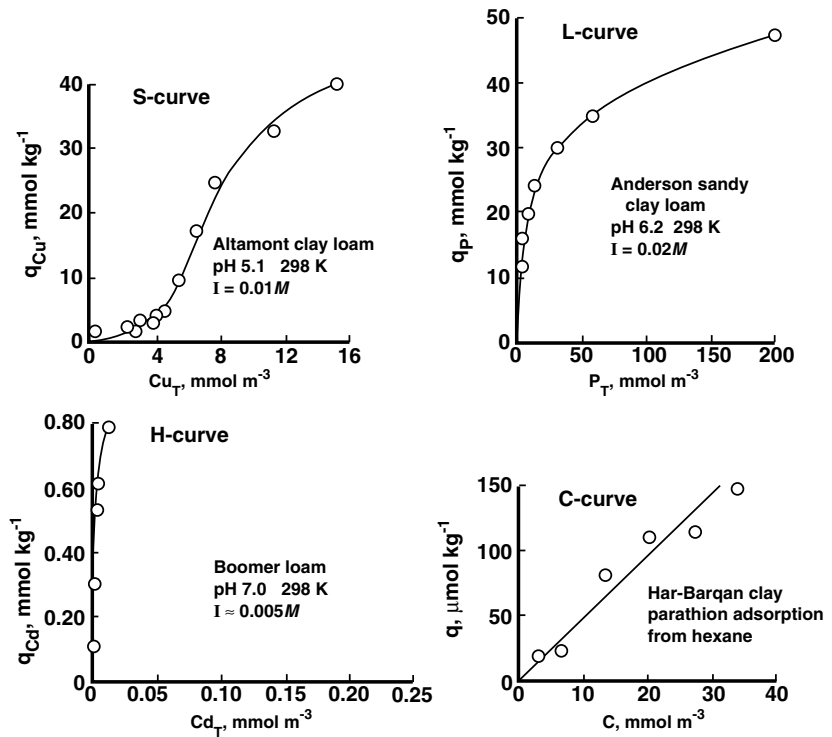 S-curve
40
30
20
10
0
q_Cu, mmol kg⁻¹
Altamont clay loam
pH 5.1 298 K
I = 0.01M
0 4 8 12 16
Cu_T, mmol m⁻³
L-curve
50
40
30
20
10
0
q_P, mmol kg⁻¹
Anderson sandy
clay loam
pH 6.2 298 K
I = 0.02M
0 50 100 150 200
P_T, mmol m⁻³
H-curve
0.80
0.60
0.40
0.20
0
q_Cd, mmol kg⁻¹
Boomer loam
pH 7.0 298 K
I ≈ 0.005M
0 0.05 0.10 0.15 0.20 0.25
Cd_T, mmol m⁻³
C-curve
150
100
50
0
q, μmol kg⁻¹
Har-Barqan clay
parathion adsorption
from hexane
0 10 20 30 40
C, mmol m⁻³